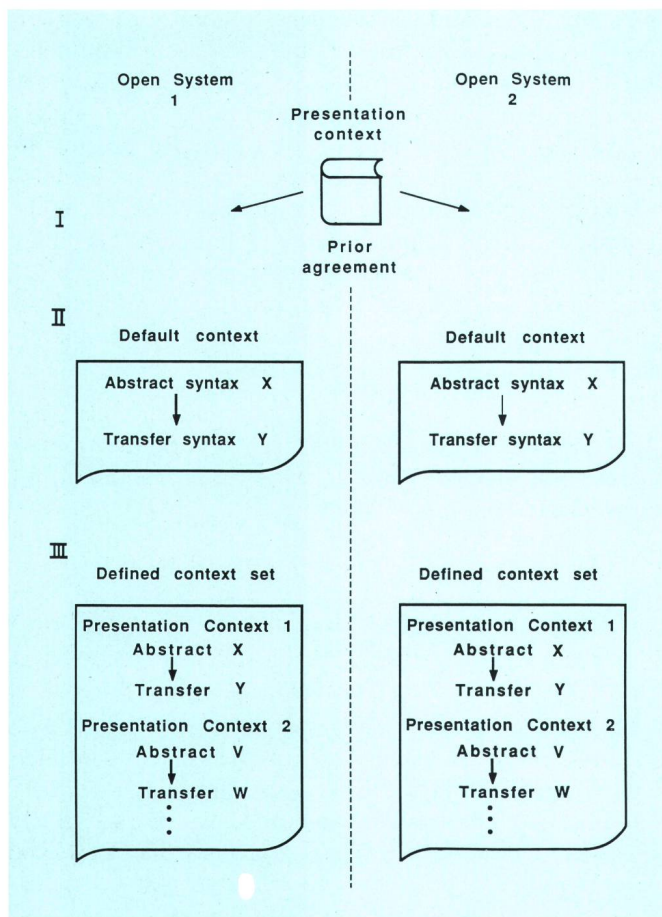 Open System
1
Open System
2
Presentation
context
I
Prior
agreement
II
Default context
Abstract syntax X
Transfer syntax Y
Default context
Abstract syntax X
Transfer syntax Y
III
Defined context set
Presentation Context 1
Abstract X
Transfer Y
Presentation Context 2
Abstract V
Transfer W
Defined context set
Presentation Context 1
Abstract X
Transfer Y
Presentation Context 2
Abstract V
Transfer W